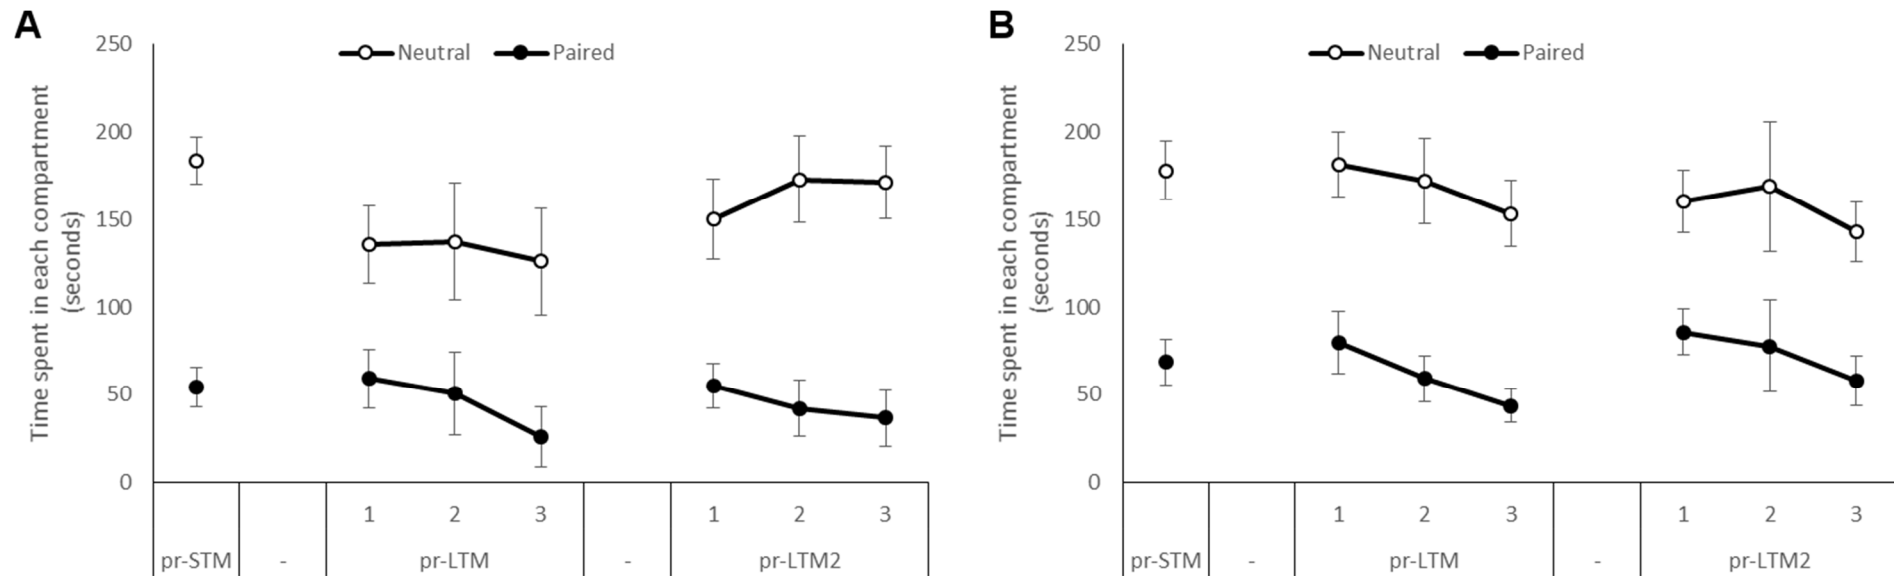 A
Time spent in each compartment
(seconds)
Neutral Paired
250
200
150
100
50
0
1 2 3 1 2 3
pr-STM - pr-LTM - pr-LTM2
B
Time spent in each compartment
(seconds)
Neutral Paired
250
200
150
100
50
0
1 2 3 1 2 3
pr-STM - pr-LTM - pr-LTM2